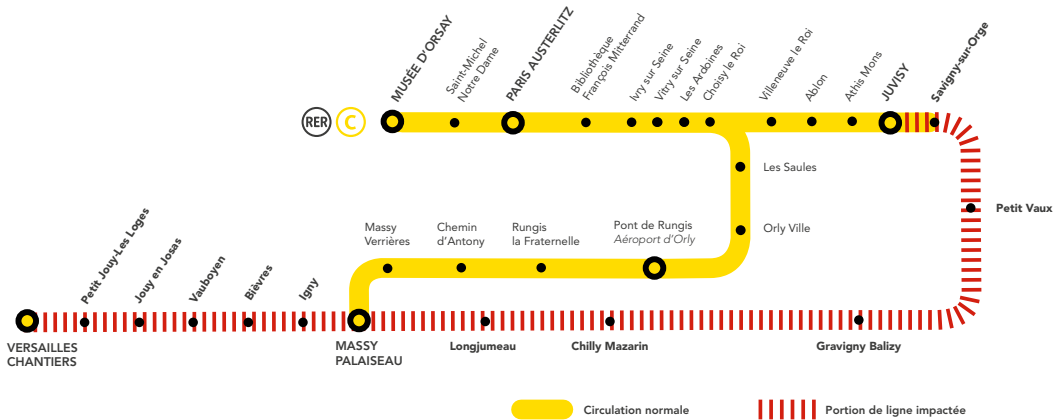 RER
C
MUSÉE D'ORSAY
Saint-Michel
Notre Dame
PARIS AUSTERLITZ
Bibliothèque
François Mitterrand
Ivry sur Seine
Vitry sur Seine
Les Ardoines
Choisy le Roi
Villeneuve le Roi
Ablon
Athis Mons
JUVISY
Savigny-sur-Orge
Les Saules
Petit Vaux
Orly Ville
Massy
Verrières
Chemin
d'Antony
Rungis
la Fraternelle
Pont de Rungis
Aéroport d'Orly
Petit Jouy-Les Loges
Jouy en Josas
Vauboyen
Bièvres
Igny
VERSAILLES
CHANTIERS
MASSY
PALAISEAU
Longjumeau
Chilly Mazarin
Gravigny Balizy
Circulation normale
Portion de ligne impactée